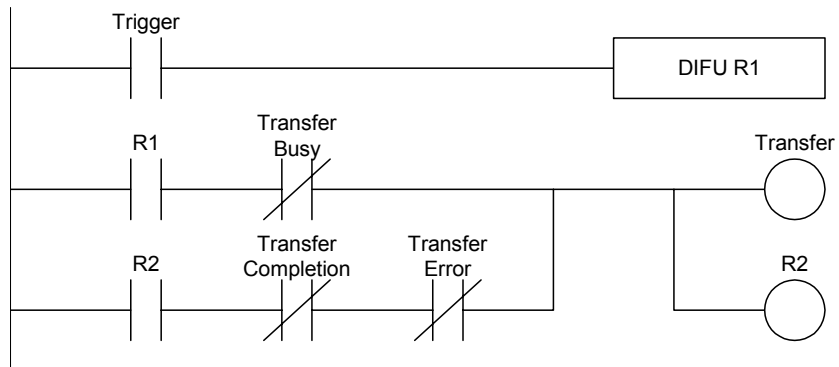 Trigger
DIFU R1
R1
Transfer
Busy
Transfer
R2
Transfer
Completion
Transfer
Error
R2